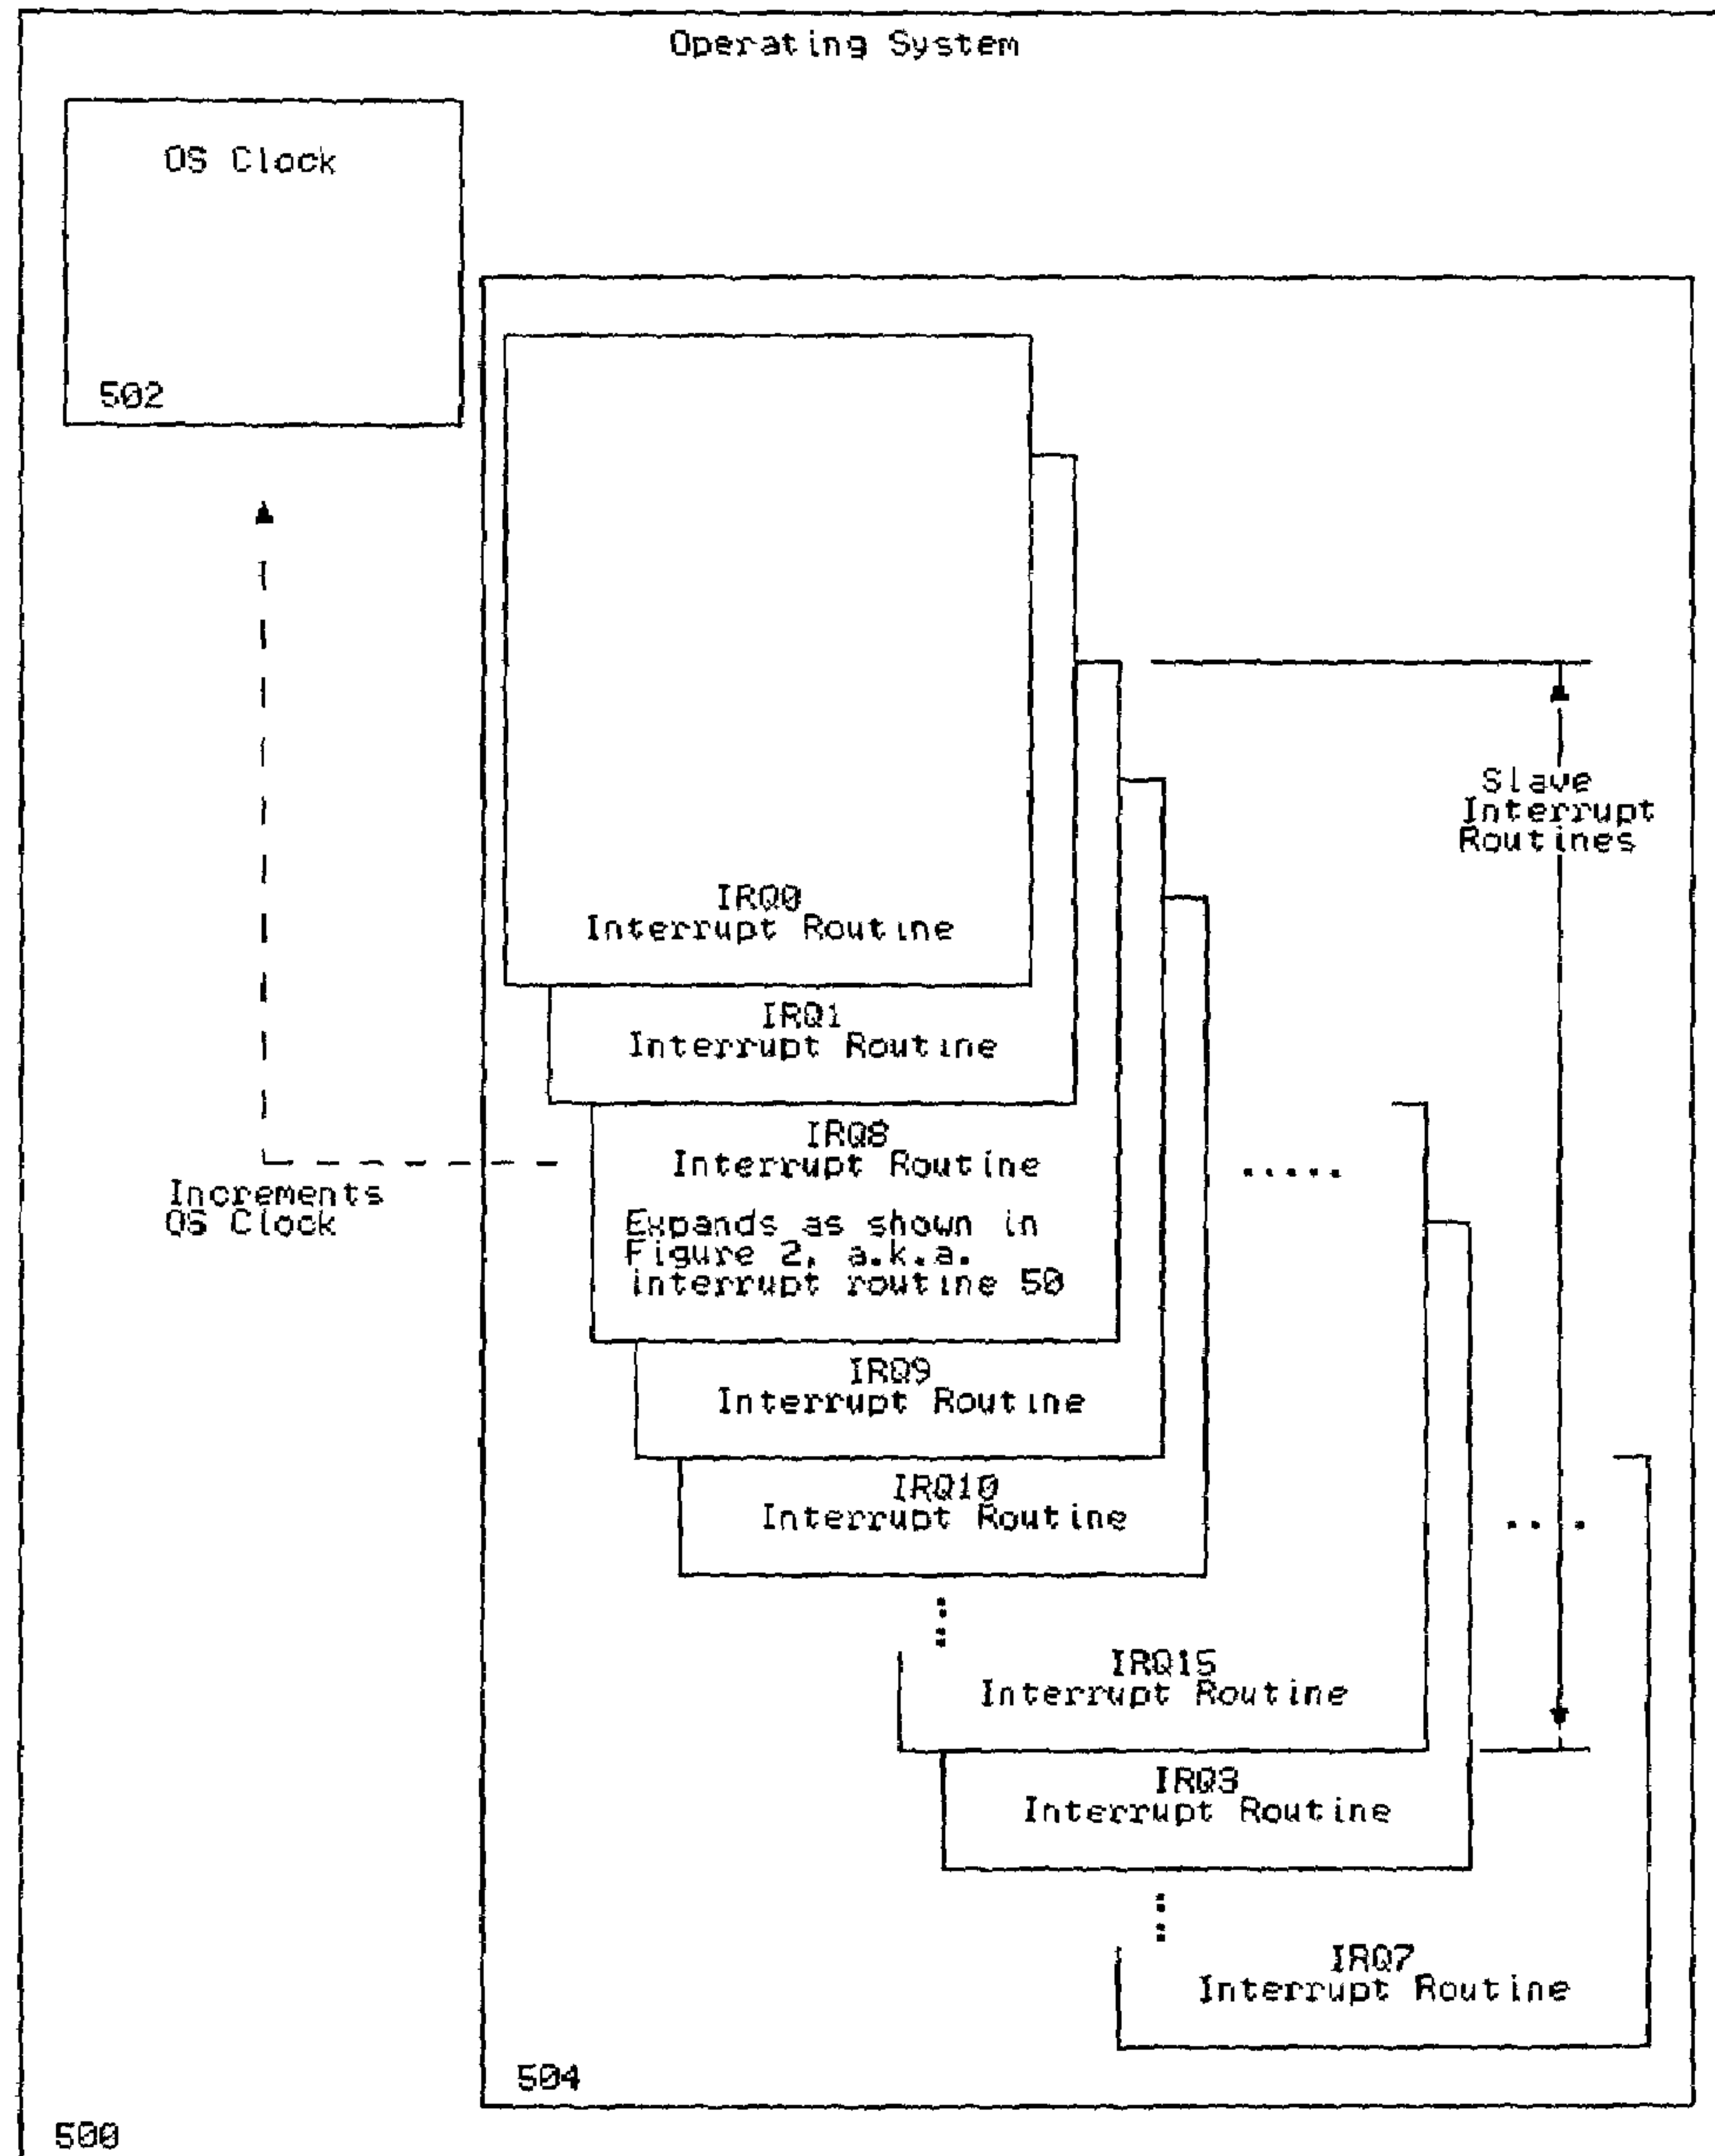 Operating System
OS Clock
502
IRQ0
Interrupt Routine
IRQ1
Interrupt Routine
IRQ8
Interrupt Routine
Expands as shown in
Figure 2, a.k.a.
interrupt routine 50
IRQ9
Interrupt Routine
IRQ10
Interrupt Routine
IRQ15
Interrupt Routine
IRQ3
Interrupt Routine
IRQ7
Interrupt Routine
Slave
Interrupt
Routines
Increments
OS Clock
504
500